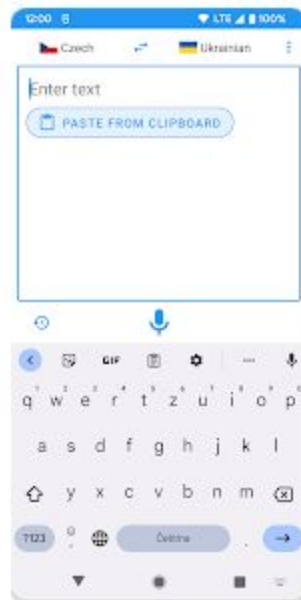 12:00 LTE 100%
Czech Ukrainian
Enter text
PASTE FROM CLIPBOARD
GIF
q w e r t z u i o p
a s d f g h j k l
y x c v b n m
?123 , Čeština .